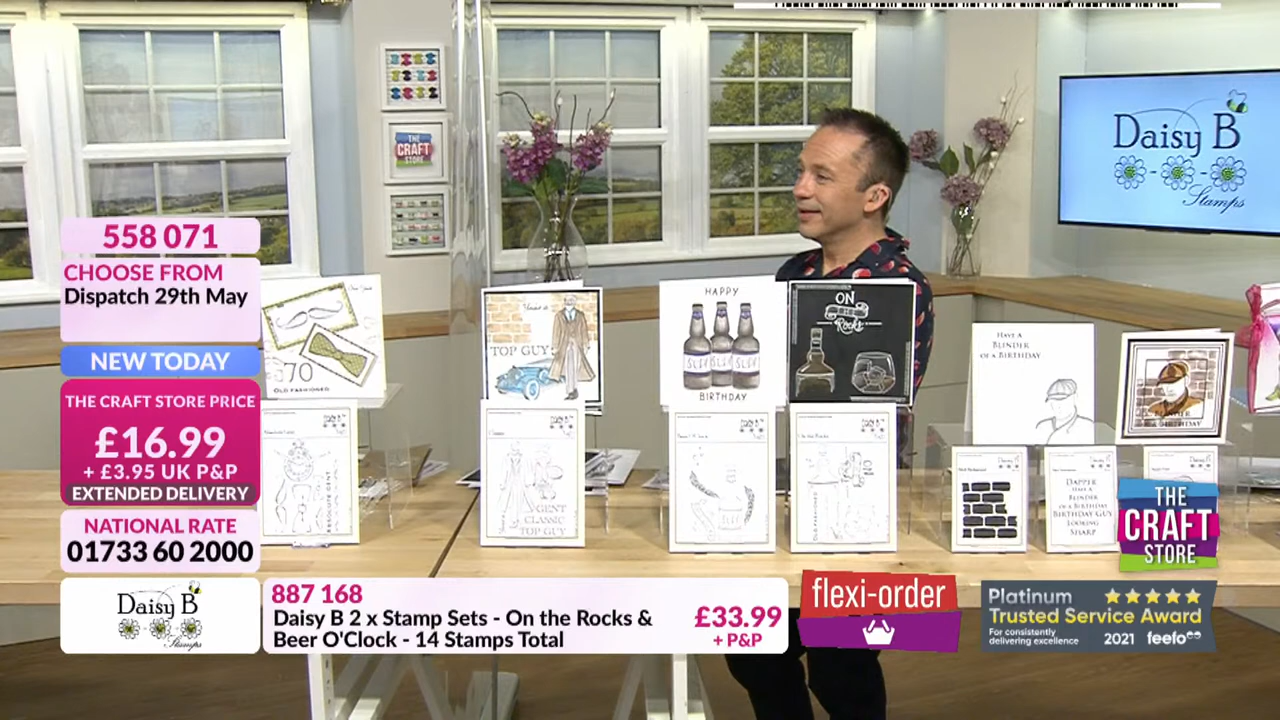 THE
CRAFT
STORE
Daisy B
Stamps
558 071
CHOOSE FROM
Dispatch 29th May
NEW TODAY
THE CRAFT STORE PRICE
£16.99
+ £3.95 UK P&P
EXTENDED DELIVERY
NATIONAL RATE
01733 60 2000
70
OLD FASHIONED
TOP GUY
HAPPY
BIRTHDAY
ON
THE
Rocks
HAVE A
BLINDER
OF A BIRTHDAY
GENT
CLASSIC
TOP GUY
DAPPER
HAVE A
BLINDER
OF A BIRTHDAY
BIRTHDAY GUY
LOOKING
SHARP
THE
CRAFT
STORE
Daisy B
Stamps
887 168
Daisy B 2 x Stamp Sets - On the Rocks &
Beer O'Clock - 14 Stamps Total
£33.99
+ P&P
flexi-order
Platinum
Trusted Service Award
For consistently
delivering excellence
2021 feefo